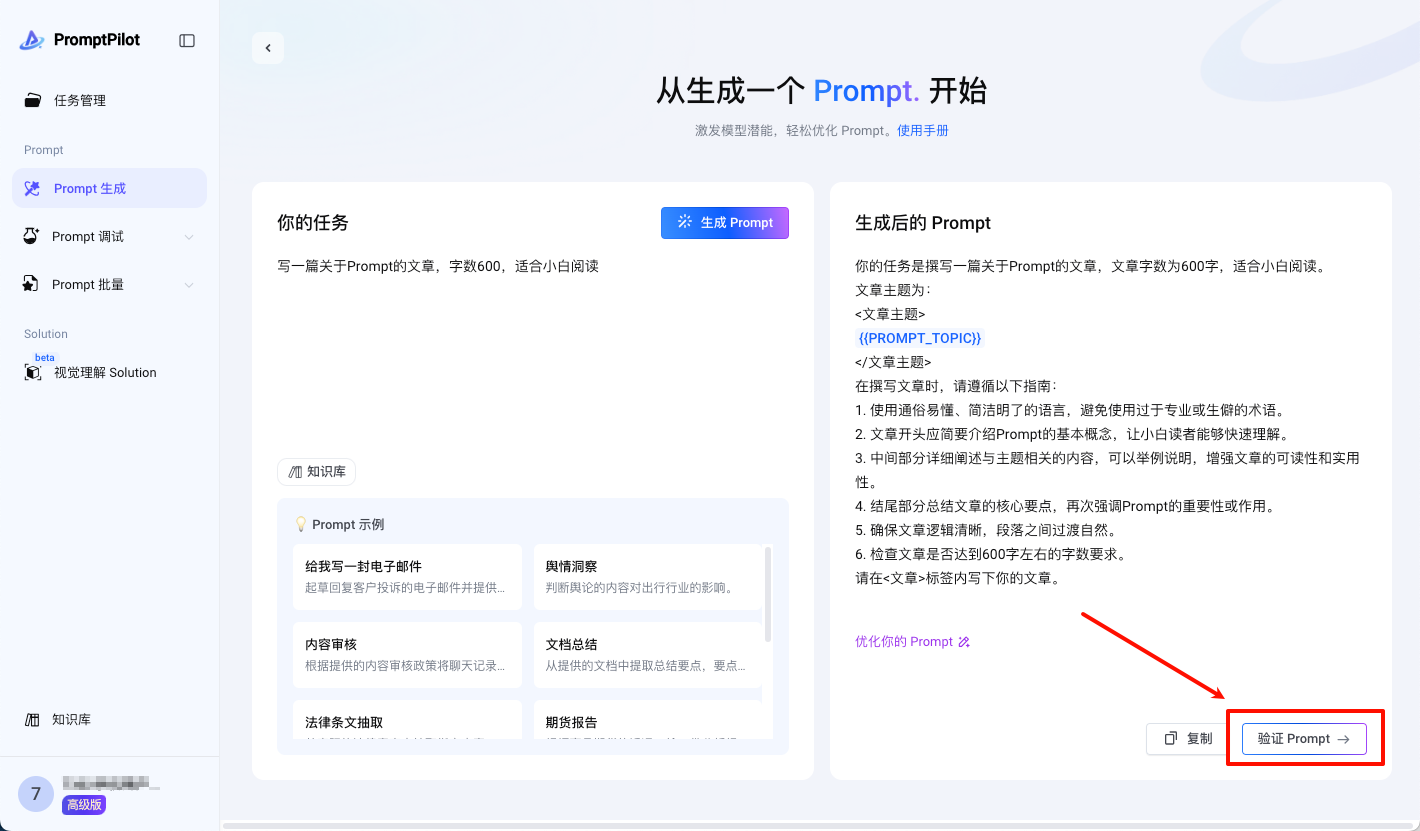 PromptPilot
任务管理
Prompt
Prompt 生成
Prompt 调试
Prompt 批量
Solution
beta
视觉理解 Solution
知识库
7
高级版
从生成一个 Prompt. 开始
激发模型潜能，轻松优化 Prompt。使用手册
你的任务
生成 Prompt
写一篇关于Prompt的文章，字数600，适合小白阅读
知识库
Prompt 示例
给我写一封电子邮件
起草回复客户投诉的电子邮件并提供...
舆情洞察
判断舆论的内容对出行行业的影响。
内容审核
根据提供的内容审核政策将聊天记录...
文档总结
从提供的文档中提取总结要点，要点...
法律条文抽取
期货报告
生成后的 Prompt
你的任务是撰写一篇关于Prompt的文章，文章字数为600字，适合小白阅读。
文章主题为：
<文章主题>
{{PROMPT_TOPIC}}
</文章主题>
在撰写文章时，请遵循以下指南：
1. 使用通俗易懂、简洁明了的语言，避免使用过于专业或生僻的术语。
2. 文章开头应简要介绍Prompt的基本概念，让小白读者能够快速理解。
3. 中间部分详细阐述与主题相关的内容，可以举例说明，增强文章的可读性和实用
性。
4. 结尾部分总结文章的核心要点，再次强调Prompt的重要性或作用。
5. 确保文章逻辑清晰，段落之间过渡自然。
6. 检查文章是否达到600字左右的字数要求。
请在<文章>标签内写下你的文章。
优化你的 Prompt
复制
验证 Prompt